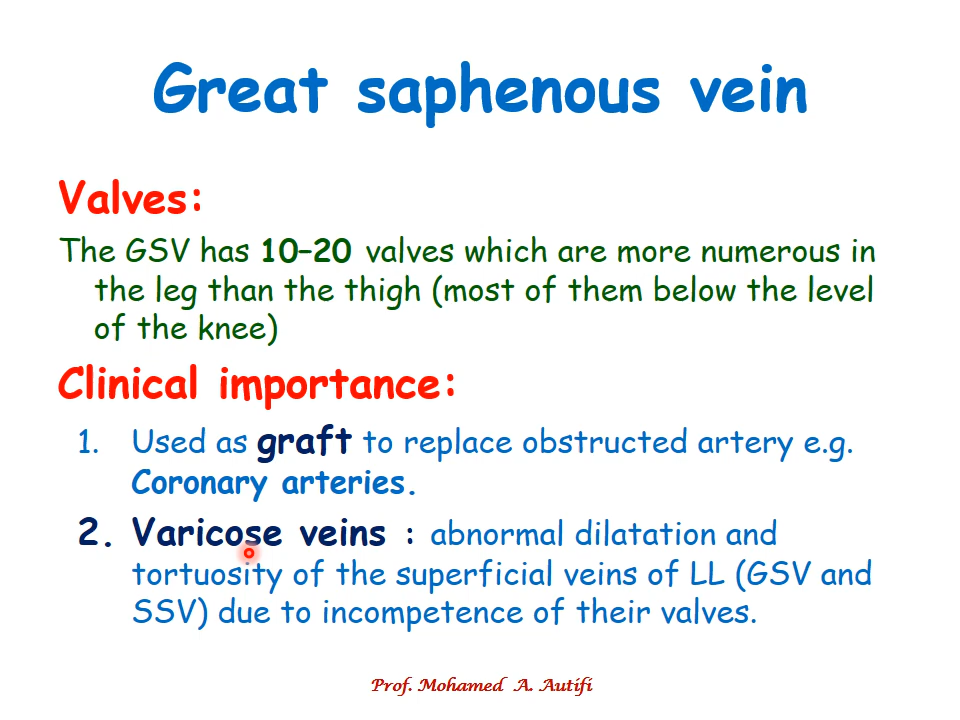 Great saphenous vein
Valves:
The GSV has 10–20 valves which are more numerous in
the leg than the thigh (most of them below the level
of the knee)
Clinical importance:
1. Used as graft to replace obstructed artery e.g.
Coronary arteries.
2. Varicose veins : abnormal dilatation and
tortuosity of the superficial veins of LL (GSV and
SSV) due to incompetence of their valves.
Prof. Mohamed A. Autifi